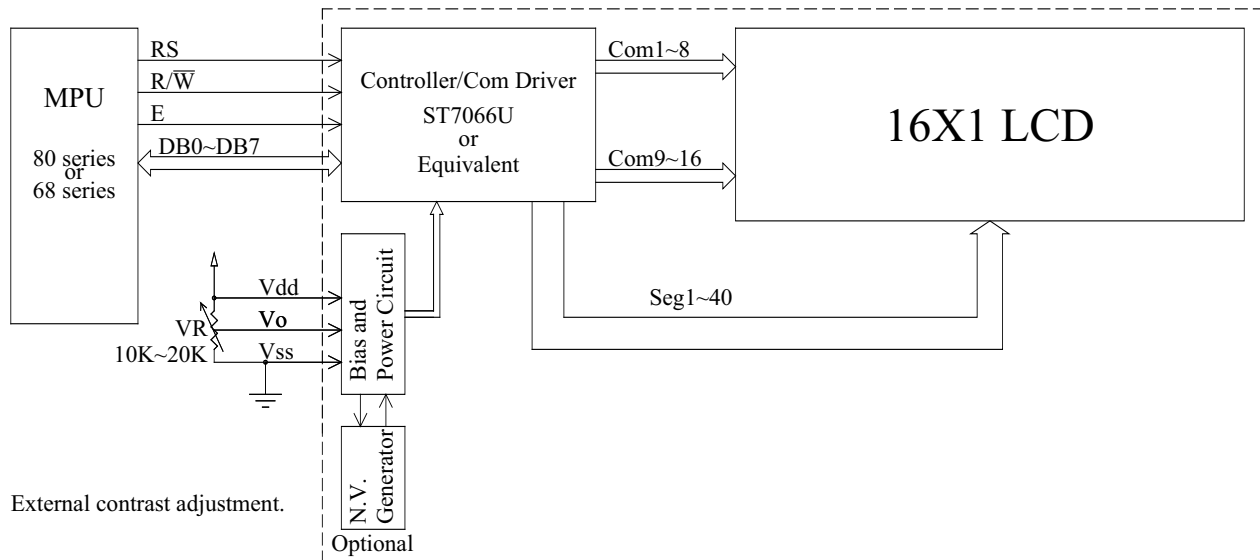 MPU
80 series
or
68 series
RS
R/W̅
E
DB0~DB7
Controller/Com Driver
ST7066U
or
Equivalent
Com1~8
Com9~16
16X1 LCD
Seg1~40
Vdd
Vo
Vss
VR
10K~20K
Bias and
Power Circuit
N.V.
Generator
Optional
External contrast adjustment.